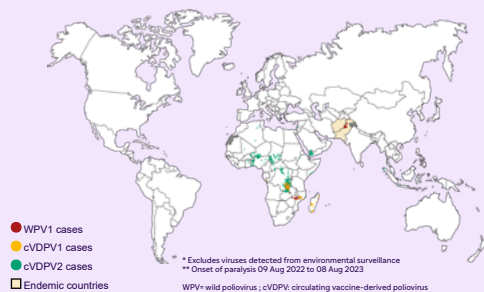 WPV1 cases
cVDPV1 cases
cVDPV2 cases
Endemic countries
* Excludes viruses detected from environmental surveillance
** Onset of paralysis 09 Aug 2022 to 08 Aug 2023
WPV= wild poliovirus ; cVDPV: circulating vaccine-derived poliovirus